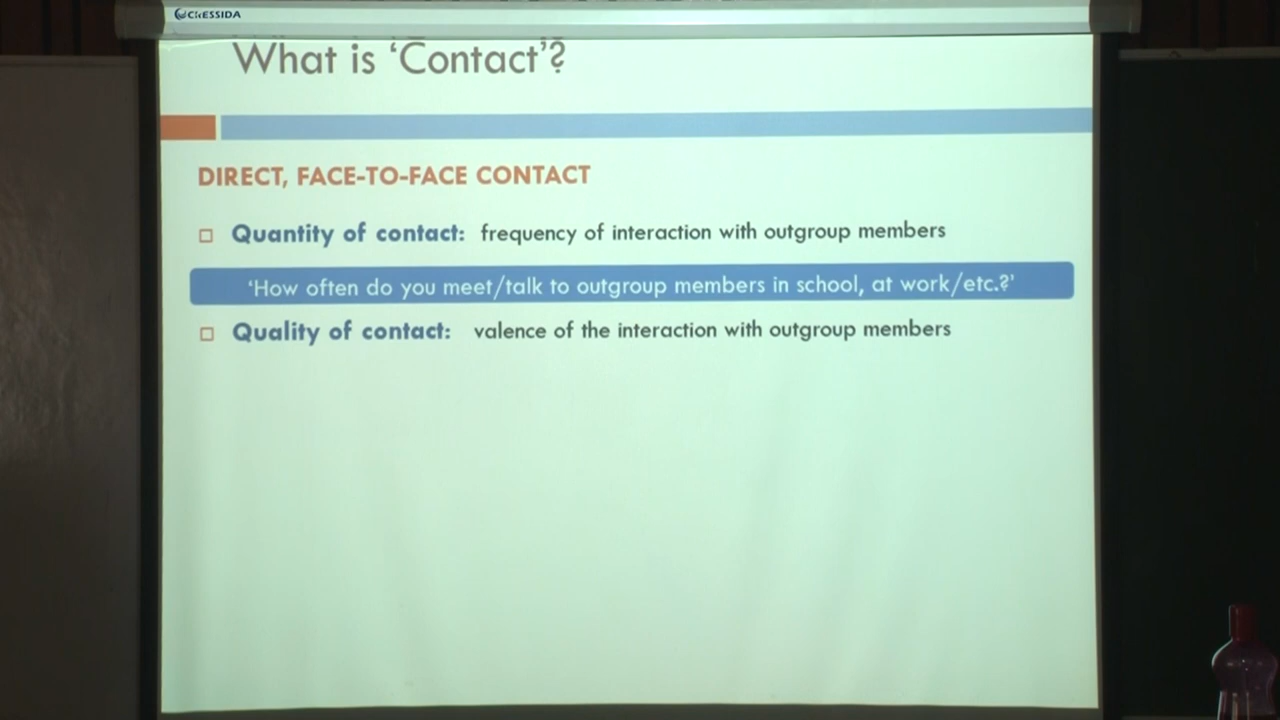 CRESSIDA
What is ‘Contact’?
DIRECT, FACE-TO-FACE CONTACT
Quantity of contact: frequency of interaction with outgroup members
‘How often do you meet/talk to outgroup members in school, at work/etc.?’
Quality of contact: valence of the interaction with outgroup members